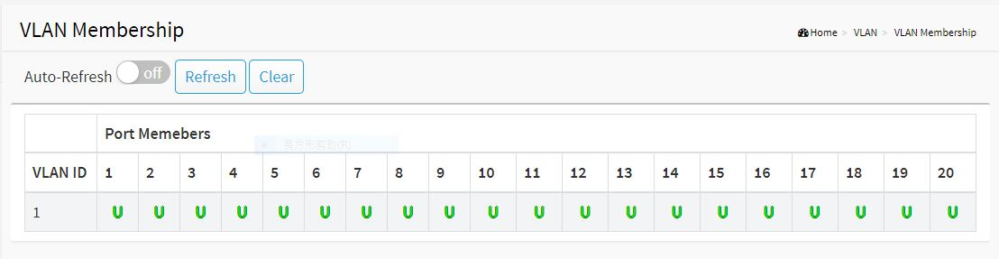 VLAN Membership
Home > VLAN > VLAN Membership
Auto-Refresh off Refresh Clear
Port Memebers
長方形剪取(R)
VLAN ID 1 2 3 4 5 6 7 8 9 10 11 12 13 14 15 16 17 18 19 20
1 U U U U U U U U U U U U U U U U U U U U